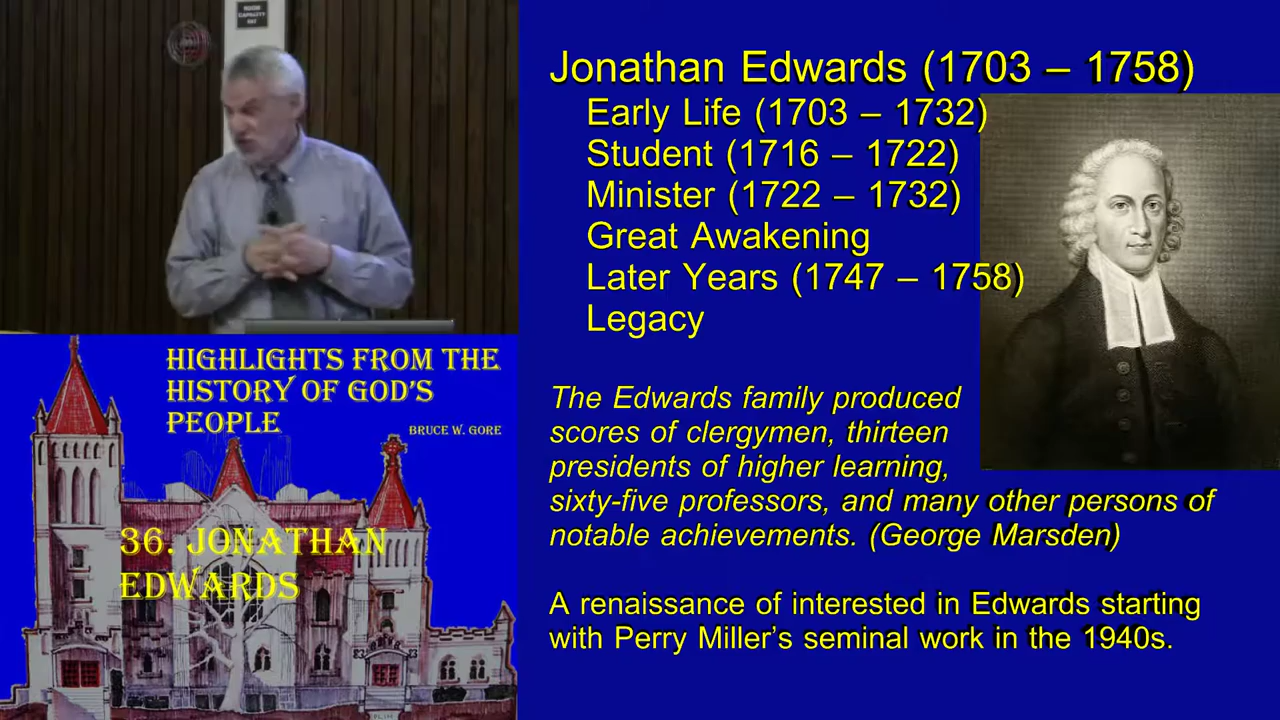 ROOM
CAPACITY
HIGHLIGHTS FROM THE
HISTORY OF GOD'S
PEOPLE
BRUCE W. GORE
36. JONATHAN
EDWARDS
Jonathan Edwards (1703 – 1758)
Early Life (1703 – 1732)
Student (1716 – 1722)
Minister (1722 – 1732)
Great Awakening
Later Years (1747 – 1758)
Legacy
The Edwards family produced
scores of clergymen, thirteen
presidents of higher learning,
sixty-five professors, and many other persons of
notable achievements. (George Marsden)
A renaissance of interested in Edwards starting
with Perry Miller's seminal work in the 1940s.